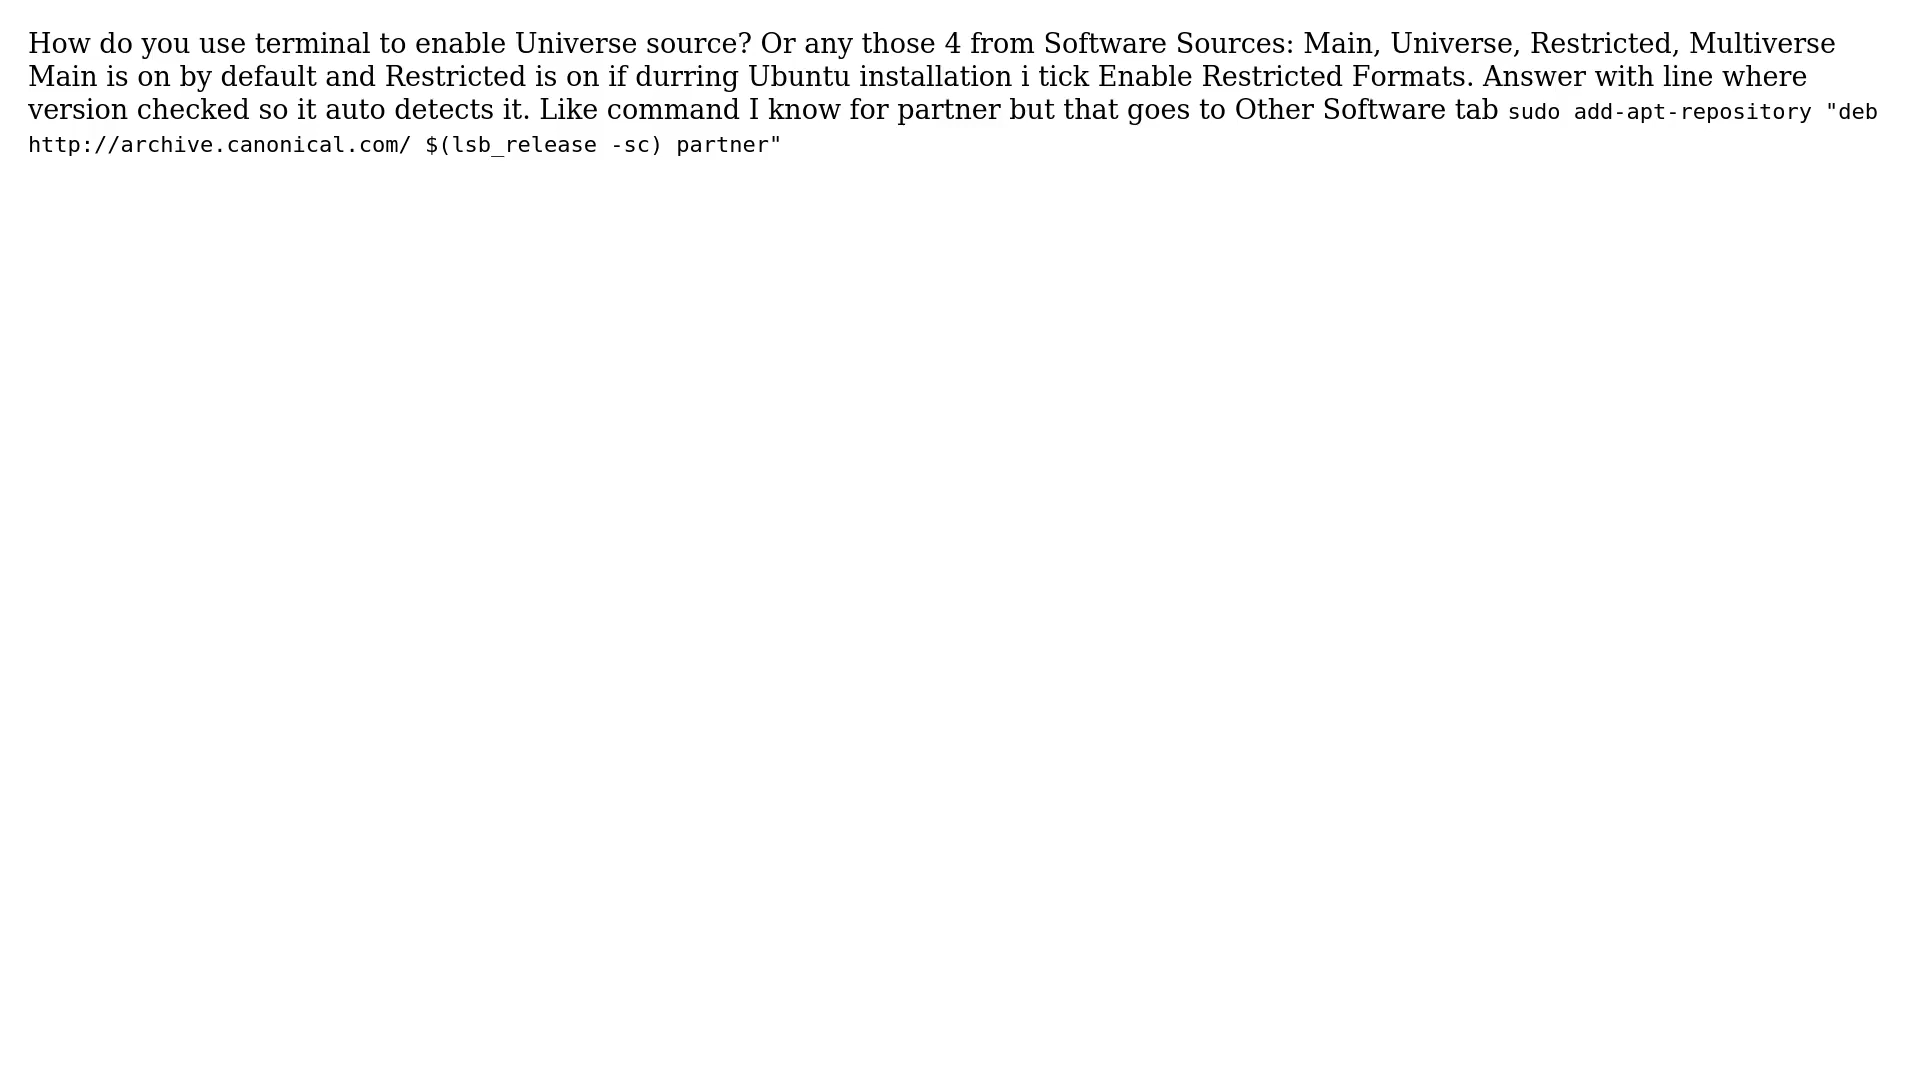 How do you use terminal to enable Universe source? Or any those 4 from Software Sources: Main, Universe, Restricted, Multiverse
Main is on by default and Restricted is on if durring Ubuntu installation i tick Enable Restricted Formats. Answer with line where
version checked so it auto detects it. Like command I know for partner but that goes to Other Software tab sudo add-apt-repository "deb
http://archive.canonical.com/ $(lsb_release -sc) partner"